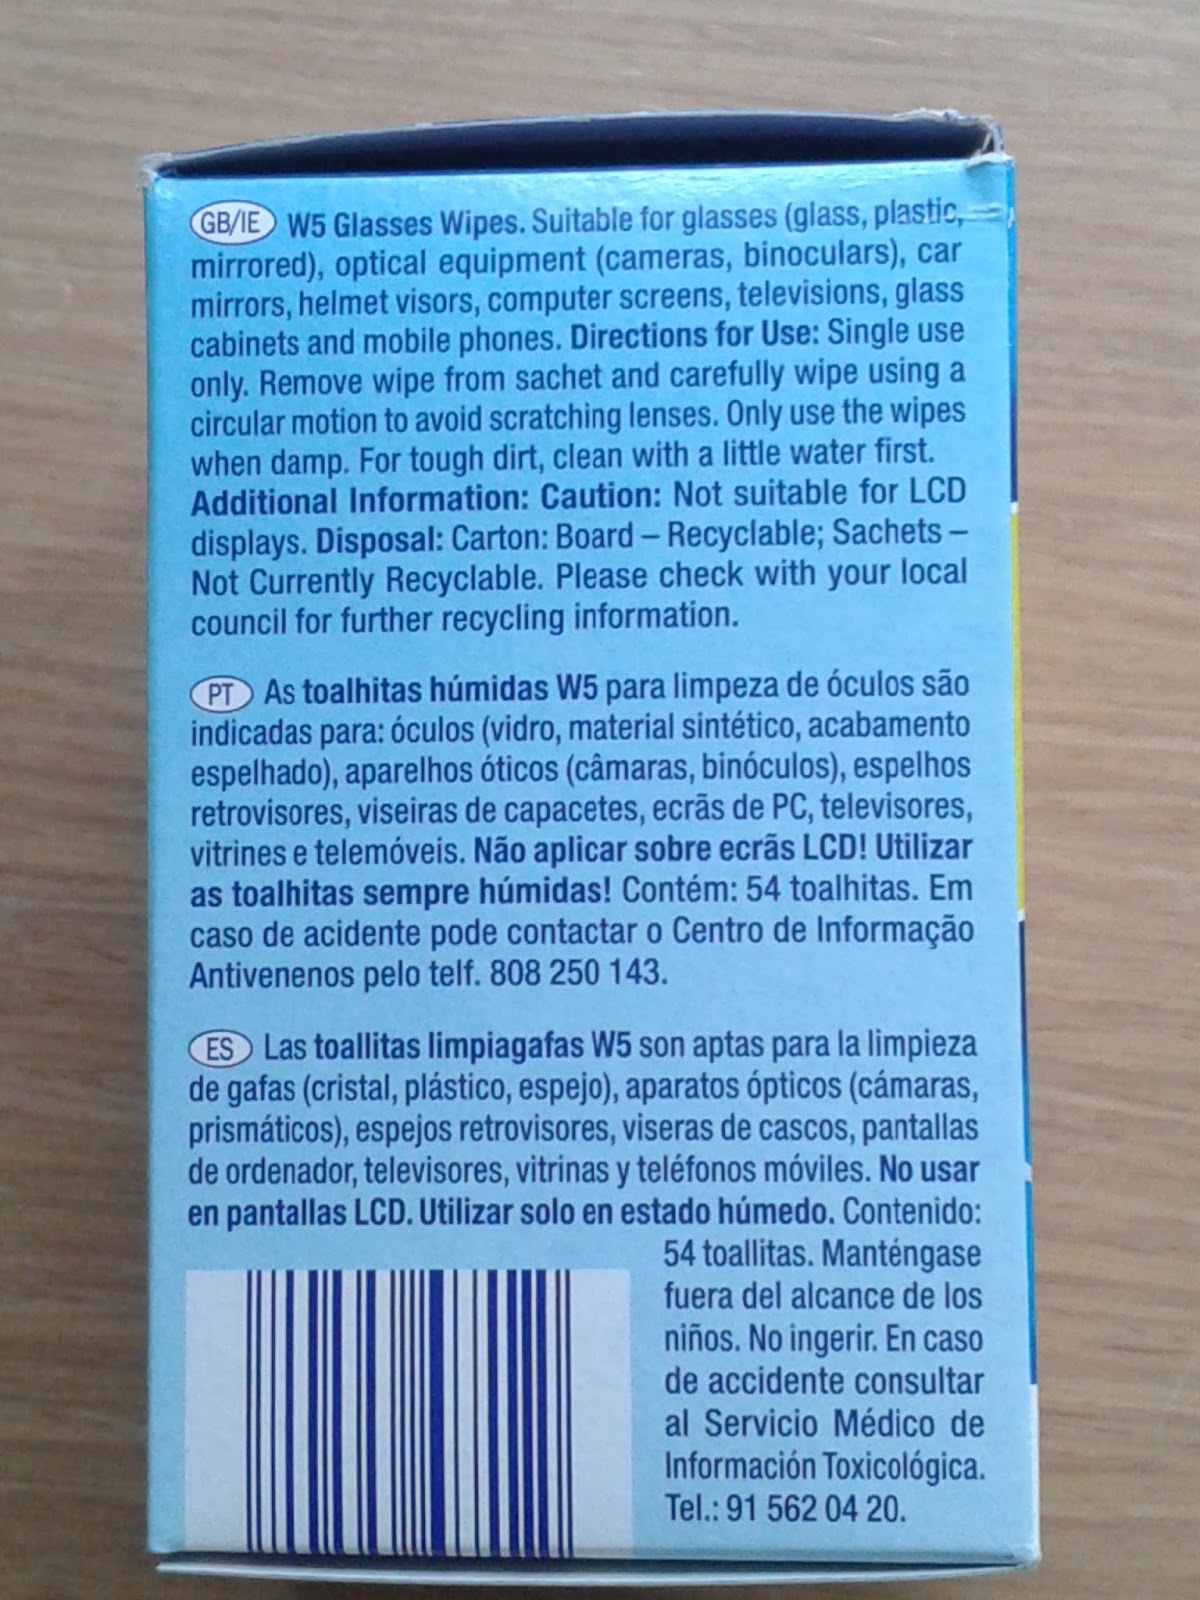 GB/IE W5 Glasses Wipes. Suitable for glasses (glass, plastic,
mirrored), optical equipment (cameras, binoculars), car
mirrors, helmet visors, computer screens, televisions, glass
cabinets and mobile phones. Directions for Use: Single use
only. Remove wipe from sachet and carefully wipe using a
circular motion to avoid scratching lenses. Only use the wipes
when damp. For tough dirt, clean with a little water first.
Additional Information: Caution: Not suitable for LCD
displays. Disposal: Carton: Board – Recyclable; Sachets –
Not Currently Recyclable. Please check with your local
council for further recycling information.
PT As toalhitas húmidas W5 para limpeza de óculos são
indicadas para: óculos (vidro, material sintético, acabamento
espelhado), aparelhos óticos (câmaras, binóculos), espelhos
retrovisores, viseiras de capacetes, ecrãs de PC, televisores,
vitrines e telemóveis. Não aplicar sobre ecrãs LCD! Utilizar
as toalhitas sempre húmidas! Contém: 54 toalhitas. Em
caso de acidente pode contactar o Centro de Informação
Antivenenos pelo telf. 808 250 143.
ES Las toallitas limpiagafas W5 son aptas para la limpieza
de gafas (cristal, plástico, espejo), aparatos ópticos (cámaras,
prismáticos), espejos retrovisores, viseras de cascos, pantallas
de ordenador, televisores, vitrinas y teléfonos móviles. No usar
en pantallas LCD. Utilizar solo en estado húmedo. Contenido:
54 toallitas. Manténgase
fuera del alcance de los
niños. No ingerir. En caso
de accidente consultar
al Servicio Médico de
Información Toxicológica.
Tel.: 91 562 04 20.